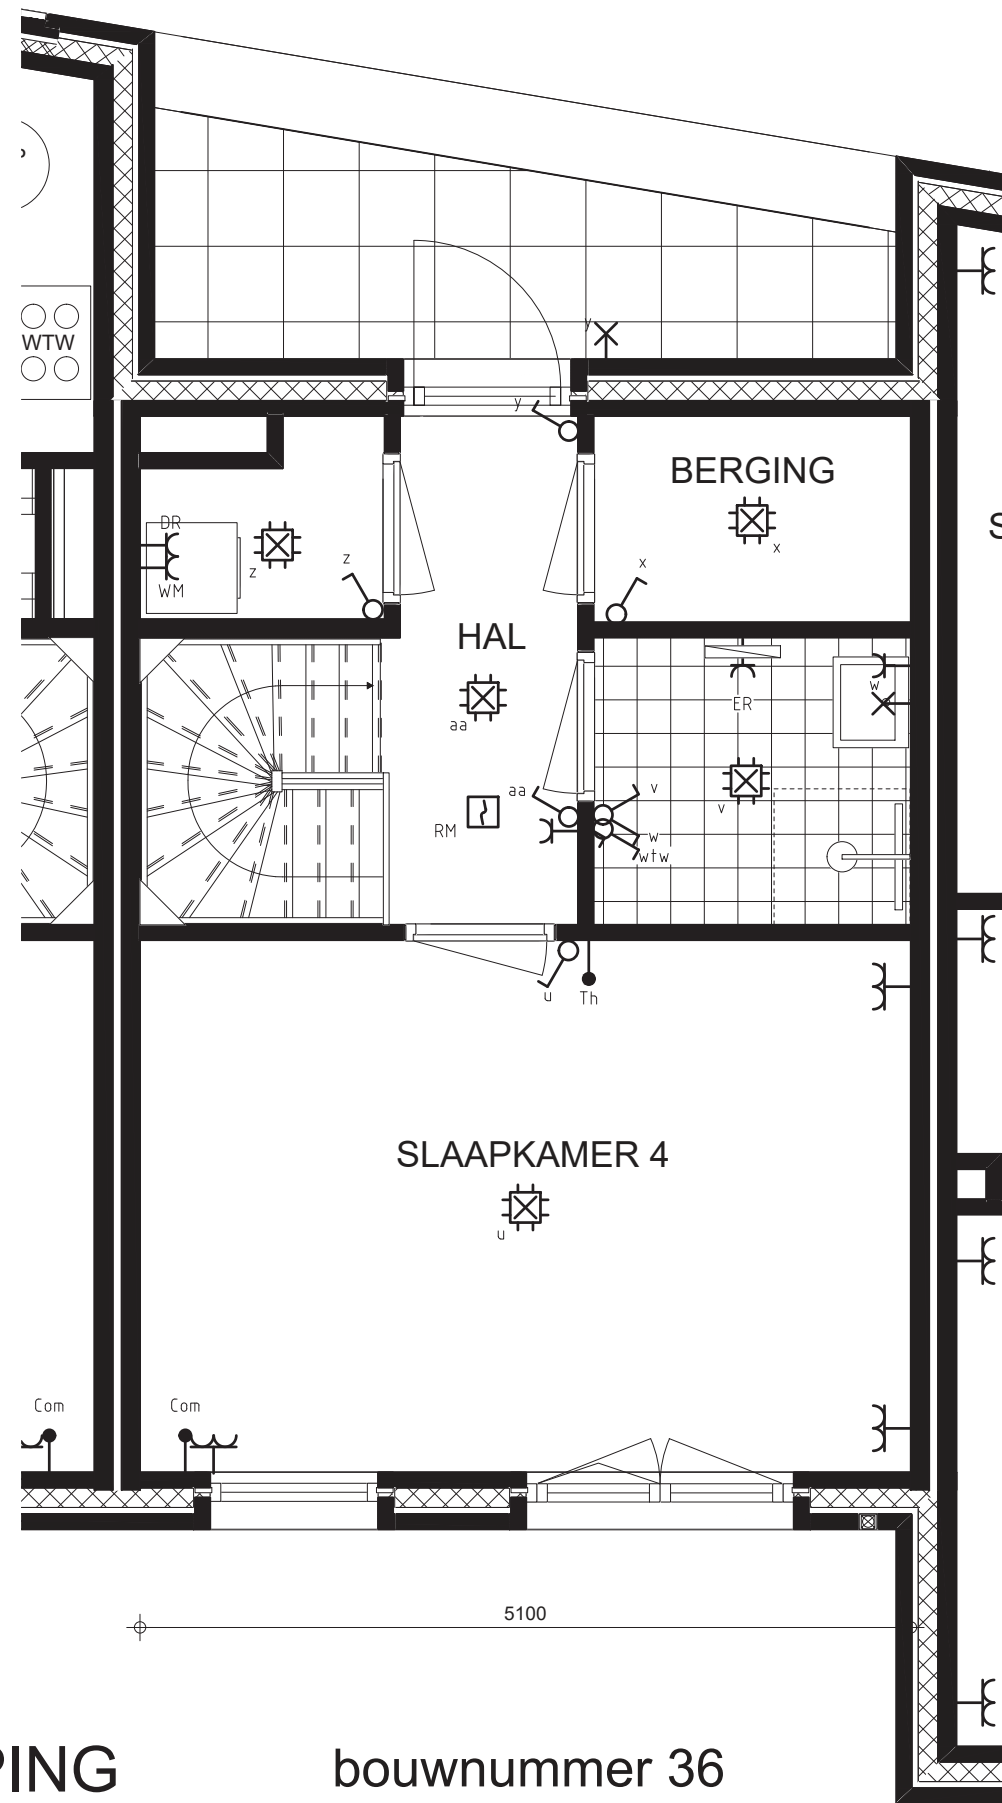 WTW
y
y
BERGING
x
DR
WM
z
z
x
HAL
aa
ER
w
RM
aa
v
v
w
wtw
u
Th
SLAAPKAMER 4
u
Com
Com
5100
PING
bouwnummer 36